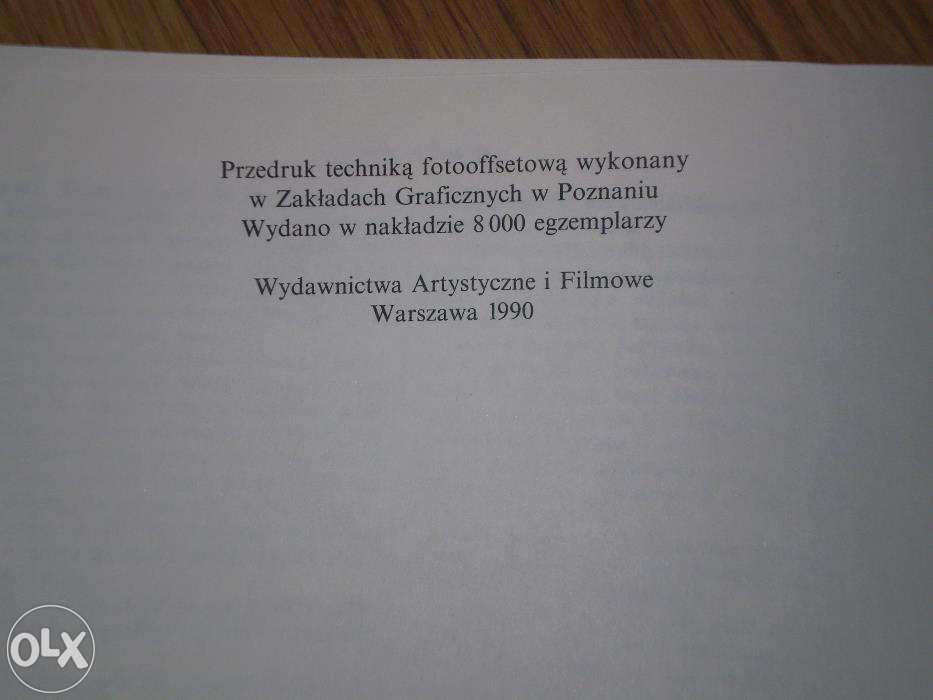 Przedruk techniką fotooffsetową wykonany
w Zakładach Graficznych w Poznaniu
Wydano w nakładzie 8 000 egzemplarzy
Wydawnictwa Artystyczne i Filmowe
Warszawa 1990
OLX